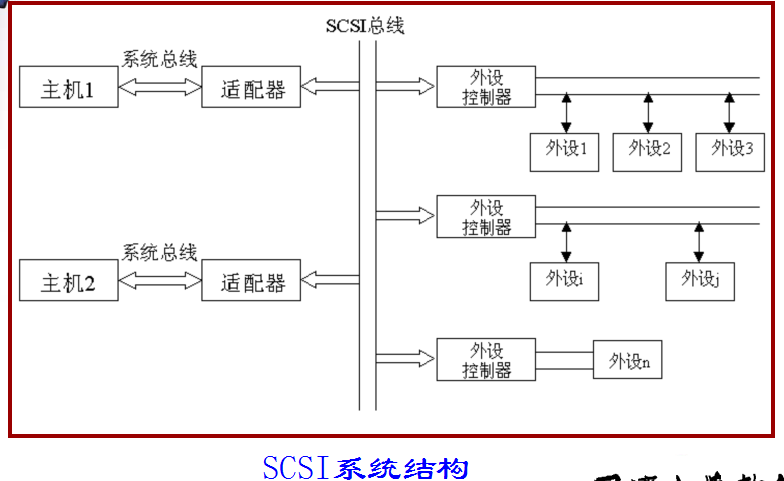 SCSI总线
系统总线
主机1
适配器
外设
控制器
外设1
外设2
外设3
外设
控制器
系统总线
主机2
适配器
外设i
外设j
外设
控制器
外设n
SCSI系统结构